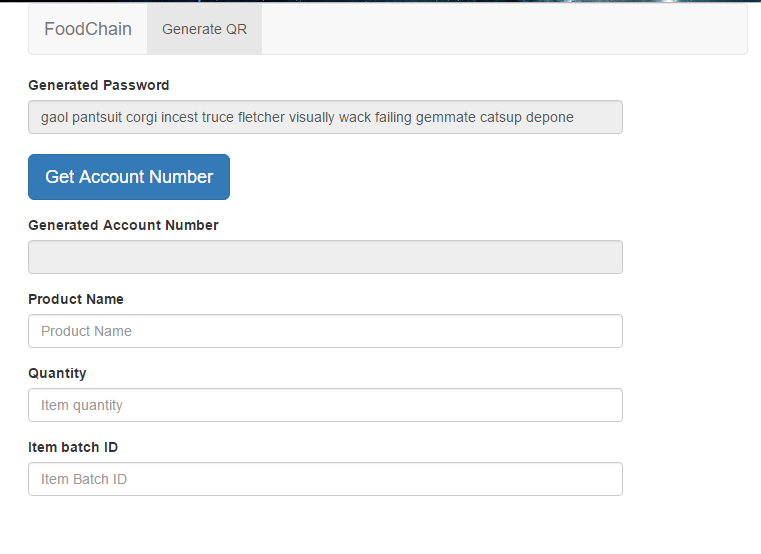 FoodChain Generate QR
Generated Password
gaol pantsuit corgi incest truce fletcher visually wack failing gemmate catsup depone
Get Account Number
Generated Account Number
Product Name
Product Name
Quantity
Item quantity
Item batch ID
Item Batch ID